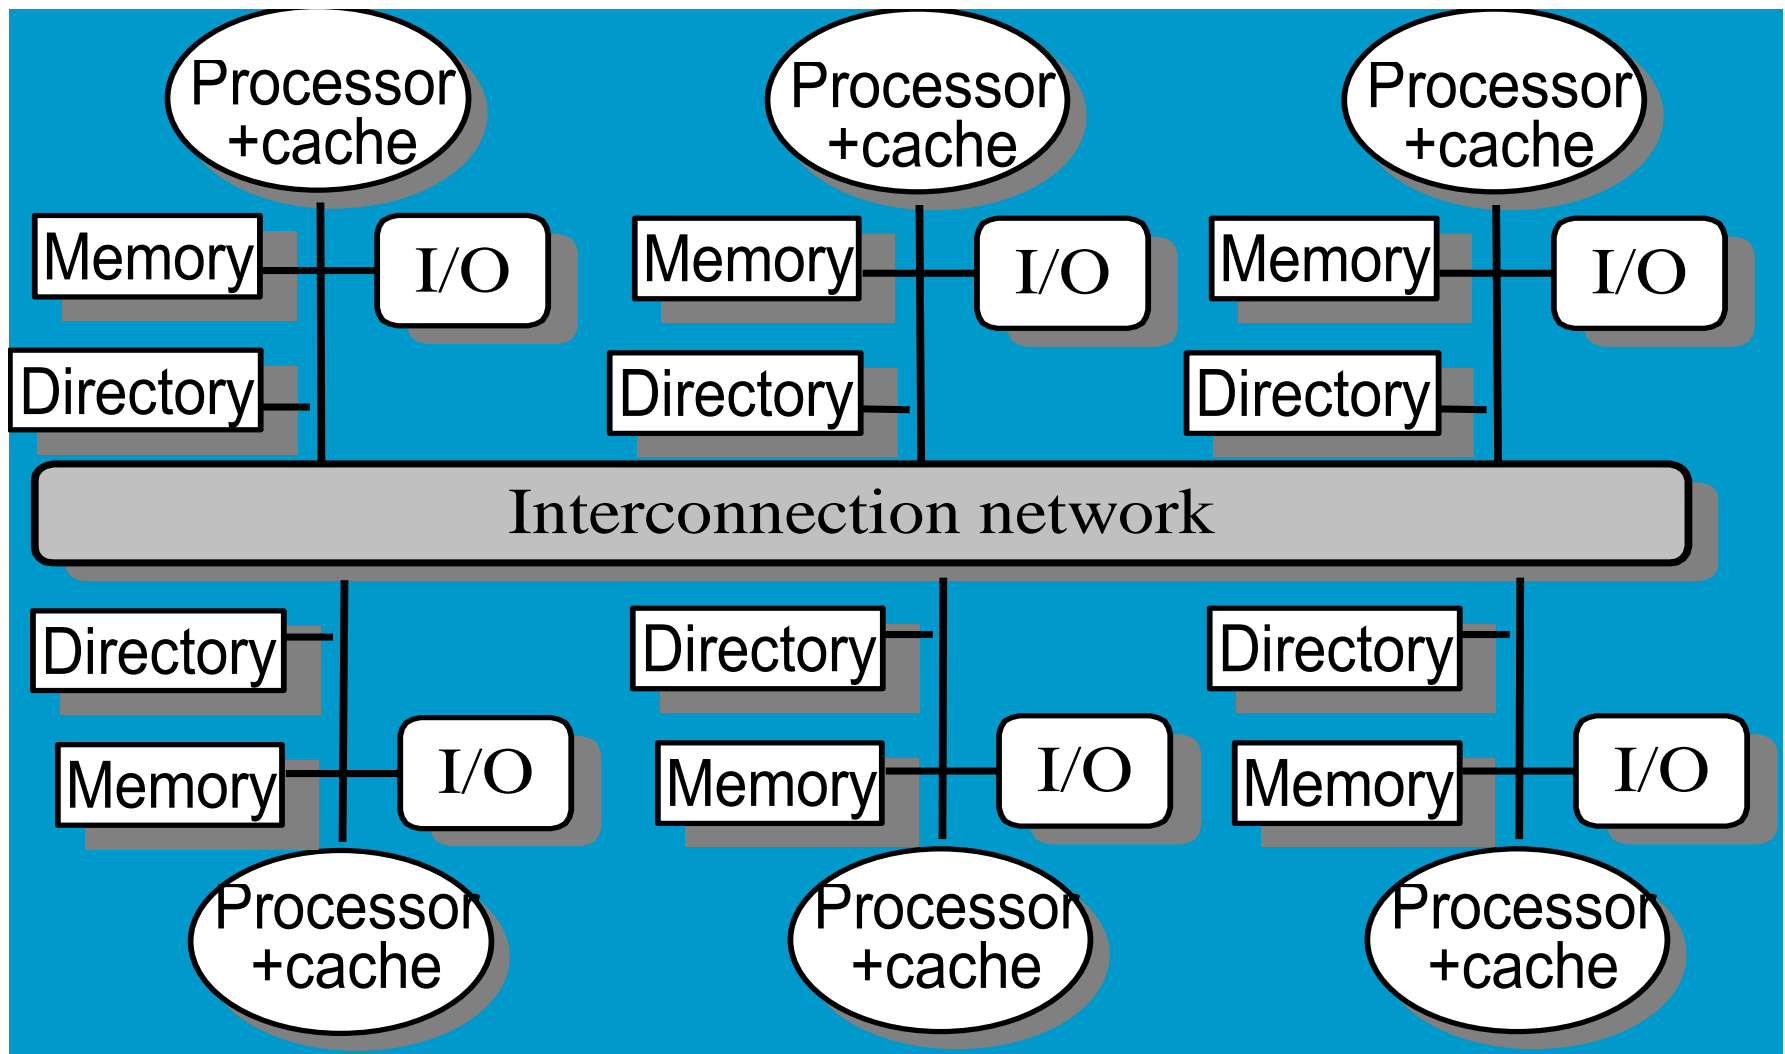 Processor
+cache
Processor
+cache
Processor
+cache
Memory
I/O
Memory
I/O
Memory
I/O
Directory
Directory
Directory
Interconnection network
Directory
Directory
Directory
Memory
I/O
Memory
I/O
Memory
I/O
Processor
+cache
Processor
+cache
Processor
+cache